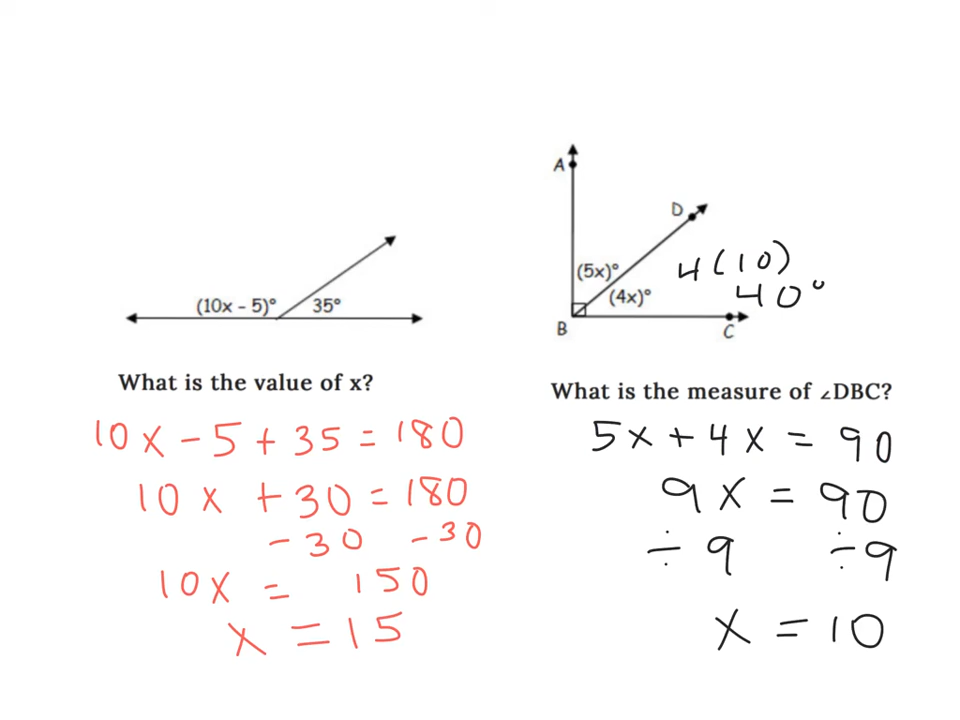 (10x - 5)°
35°
What is the value of x?
10x - 5 + 35 = 180
10x + 30 = 180
- 30 - 30
10x = 150
x = 15
A
D
(5x)°
(4x)°
B
C
4(10)
40°
What is the measure of ∠DBC?
5x + 4x = 90
9x = 90
÷ 9 ÷ 9
x = 10